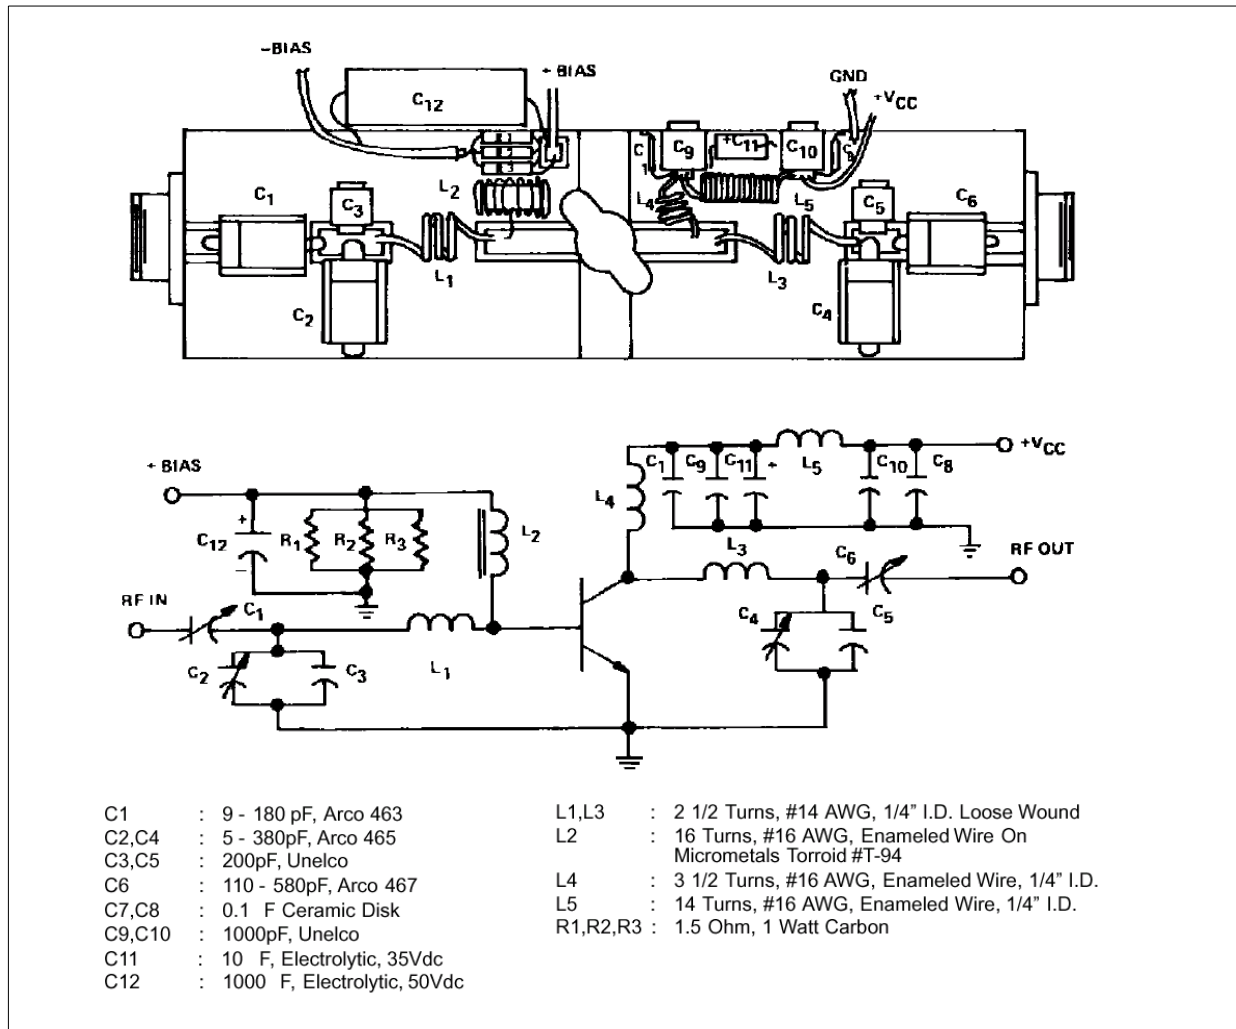 –BIAS
+ BIAS
GND
+VCC
C12
C1
C3
L2
C2
L1
C
1
C9
+C11
C10
L4
L5
C5
C6
L3
C4
+ BIAS
+
C12
–
R1
R2
R3
L2
RF IN
C1
C2
C3
L1
L4
C1
C9
C11
+
L5
C10
C8
+VCC
L3
C6
RF OUT
C4
C5
C1 : 9 - 180 pF, Arco 463
C2,C4 : 5 - 380pF, Arco 465
C3,C5 : 200pF, Unelco
C6 : 110 - 580pF, Arco 467
C7,C8 : 0.1 F Ceramic Disk
C9,C10 : 1000pF, Unelco
C11 : 10 F, Electrolytic, 35Vdc
C12 : 1000 F, Electrolytic, 50Vdc
L1,L3 : 2 1/2 Turns, #14 AWG, 1/4” I.D. Loose Wound
L2 : 16 Turns, #16 AWG, Enameled Wire On
Micrometals Torroid #T-94
L4 : 3 1/2 Turns, #16 AWG, Enameled Wire, 1/4” I.D.
L5 : 14 Turns, #16 AWG, Enameled Wire, 1/4” I.D.
R1,R2,R3 : 1.5 Ohm, 1 Watt Carbon